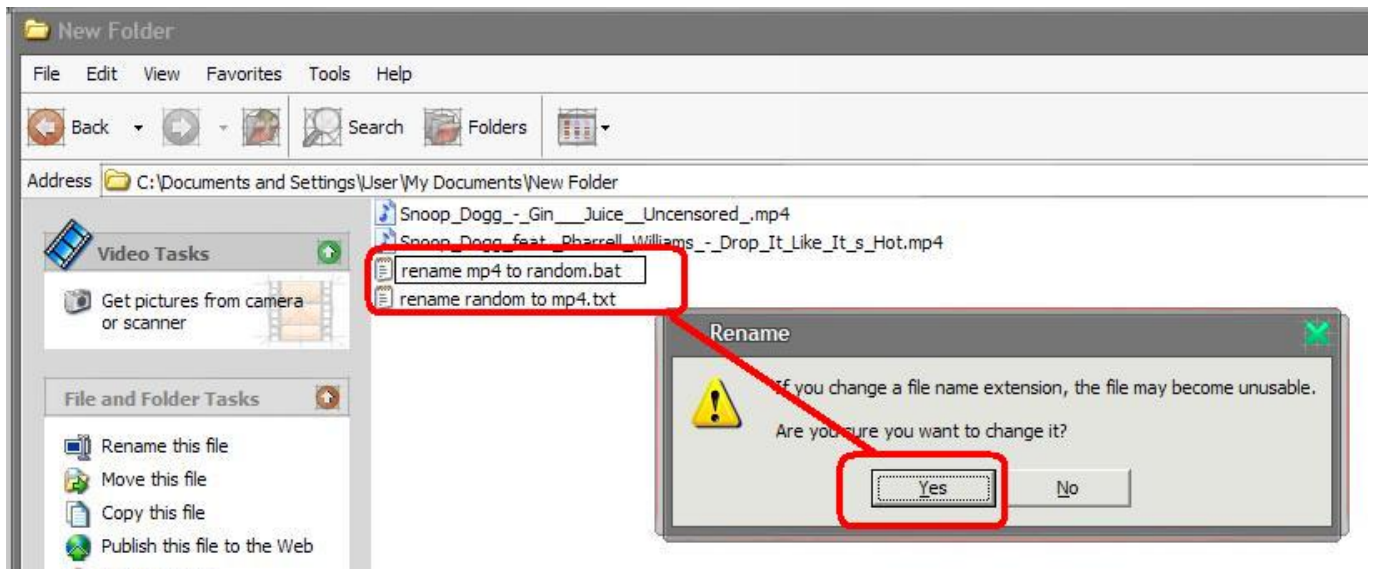 New Folder
File Edit View Favorites Tools Help
Back Search Folders
Address C:\Documents and Settings\User\My Documents\New Folder
Snoop_Dogg_-_Gin___Juice__Uncensored_.mp4
Snoop_Dogg_feat._Pharrell_Williams_-_Drop_It_Like_It_s_Hot.mp4
rename mp4 to random.bat
rename random to mp4.txt
Video Tasks
Get pictures from camera
or scanner
File and Folder Tasks
Rename this file
Move this file
Copy this file
Publish this file to the Web
Rename
If you change a file name extension, the file may become unusable.
Are you sure you want to change it?
Yes No